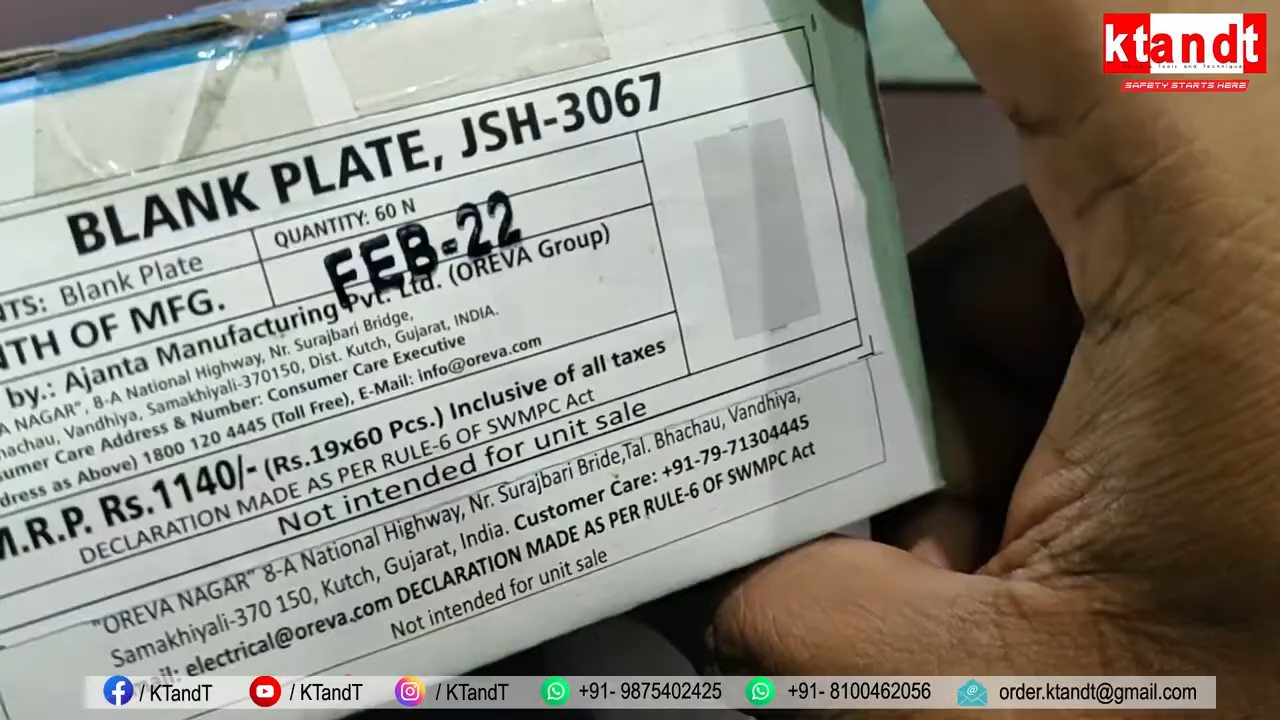 ktandt
SAFETY STARTS HERE
BLANK PLATE, JSH-3067
NTS: Blank Plate
QUANTITY: 60 N
NTH OF MFG.
FEB-22
by.: Ajanta Manufacturing Pvt. Ltd. (OREVA Group)
A NAGAR", 8-A National Highway, Nr. Surajbari Bridge,
hachau, Vandhiya, Samakhiyali-370150, Dist. Kutch, Gujarat, INDIA.
sumer Care Address & Number: Consumer Care Executive
dress as Above) 1800 120 4445 (Toll Free), E-Mail: info@oreva.com
M.R.P. Rs.1140/- (Rs.19x60 Pcs.) Inclusive of all taxes
DECLARATION MADE AS PER RULE-6 OF SWMPC Act
Not intended for unit sale
"OREVA NAGAR" 8-A National Highway, Nr. Surajbari Bride,Tal. Bhachau, Vandhiya,
Samakhiyali-370 150, Kutch, Gujarat, India. Customer Care: +91-79-71304445
mail: electrical@oreva.com DECLARATION MADE AS PER RULE-6 OF SWMPC Act
Not intended for unit sale
/ KTandT / KTandT / KTandT +91- 9875402425 +91- 8100462056 order.ktandt@gmail.com